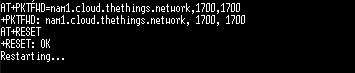 AT+PKTFWD=nam1.cloud.thethings.network,1700,1700
+PKTFWD: nam1.cloud.thethings.network, 1700, 1700
AT+RESET
+RESET: OK
Restarting...